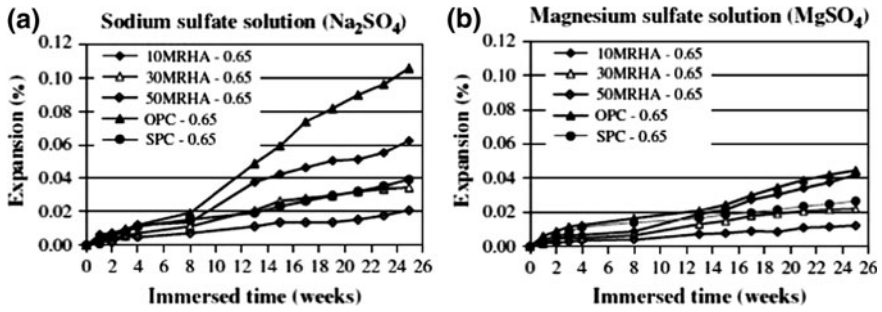 (a) Sodium sulfate solution (Na₂SO₄)
Expansion (%)
0.12
0.10
0.08
0.06
0.04
0.02
0.00
10MRHA - 0.65
30MRHA - 0.65
50MRHA - 0.65
OPC - 0.65
SPC - 0.65
0 2 4 6 8 10 12 14 16 18 20 22 24 26
Immersed time (weeks)
(b) Magnesium sulfate solution (MgSO₄)
Expansion (%)
0.12
0.10
0.08
0.06
0.04
0.02
0.00
10MRHA - 0.65
30MRHA - 0.65
50MRHA - 0.65
OPC - 0.65
SPC - 0.65
0 2 4 6 8 10 12 14 16 18 20 22 24 26
Immersed time (weeks)